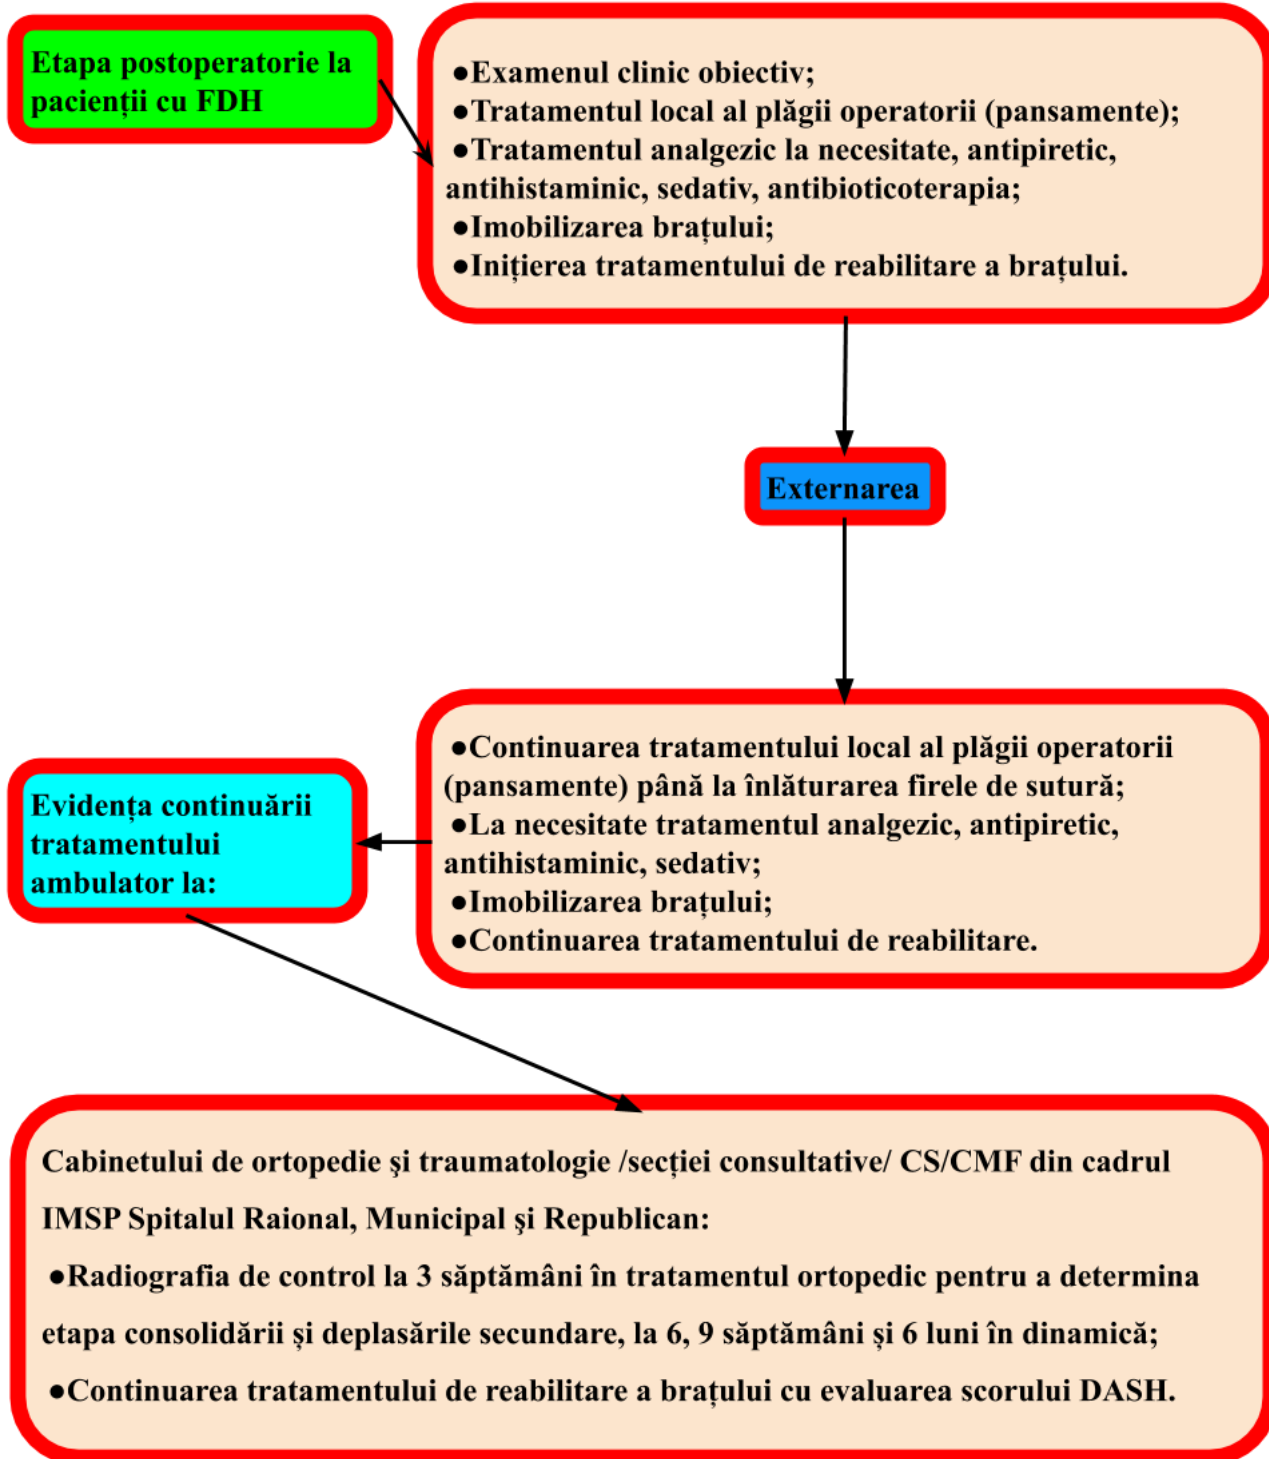 Etapa postoperatorie la
pacienții cu FDH
●Examenul clinic obiectiv;
●Tratamentul local al plăgii operatorii (pansamente);
●Tratamentul analgezic la necesitate, antipiretic,
antihistaminic, sedativ, antibioticoterapia;
●Imobilizarea brațului;
●Inițierea tratamentului de reabilitare a brațului.
Externarea
●Continuarea tratamentului local al plăgii operatorii
(pansamente) până la înlăturarea firele de sutură;
●La necesitate tratamentul analgezic, antipiretic,
antihistaminic, sedativ;
●Imobilizarea brațului;
●Continuarea tratamentului de reabilitare.
Evidența continuării
tratamentului
ambulator la:
Cabinetului de ortopedie şi traumatologie /secției consultative/ CS/CMF din cadrul
IMSP Spitalul Raional, Municipal şi Republican:
●Radiografia de control la 3 săptămâni în tratamentul ortopedic pentru a determina
etapa consolidării și deplasările secundare, la 6, 9 săptămâni și 6 luni în dinamică;
●Continuarea tratamentului de reabilitare a brațului cu evaluarea scorului DASH.